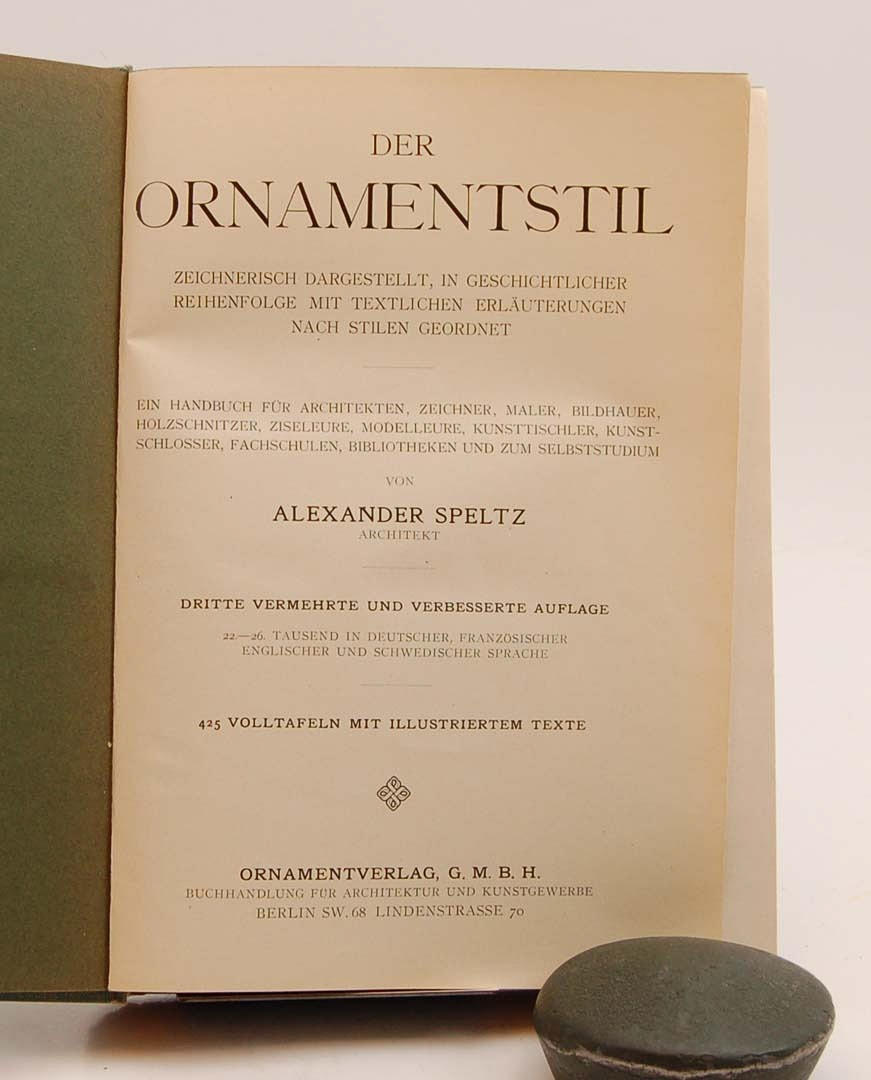 DER
ORNAMENTSTIL
ZEICHNERISCH DARGESTELLT, IN GESCHICHTLICHER
REIHENFOLGE MIT TEXTLICHEN ERLÄUTERUNGEN
NACH STILEN GEORDNET
EIN HANDBUCH FÜR ARCHITEKTEN, ZEICHNER, MALER, BILDHAUER,
HOLZSCHNITZER, ZISELEURE, MODELLEURE, KUNSTTISCHLER, KUNST-
SCHLOSSER, FACHSCHULEN, BIBLIOTHEKEN UND ZUM SELBSTSTUDIUM
VON
ALEXANDER SPELTZ
ARCHITEKT
DRITTE VERMEHRTE UND VERBESSERTE AUFLAGE
22.—26. TAUSEND IN DEUTSCHER, FRANZÖSISCHER
ENGLISCHER UND SCHWEDISCHER SPRACHE
425 VOLLTAFELN MIT ILLUSTRIERTEM TEXTE
ORNAMENTVERLAG, G. M. B. H.
BUCHHANDLUNG FÜR ARCHITEKTUR UND KUNSTGEWERBE
BERLIN SW. 68 LINDENSTRASSE 70